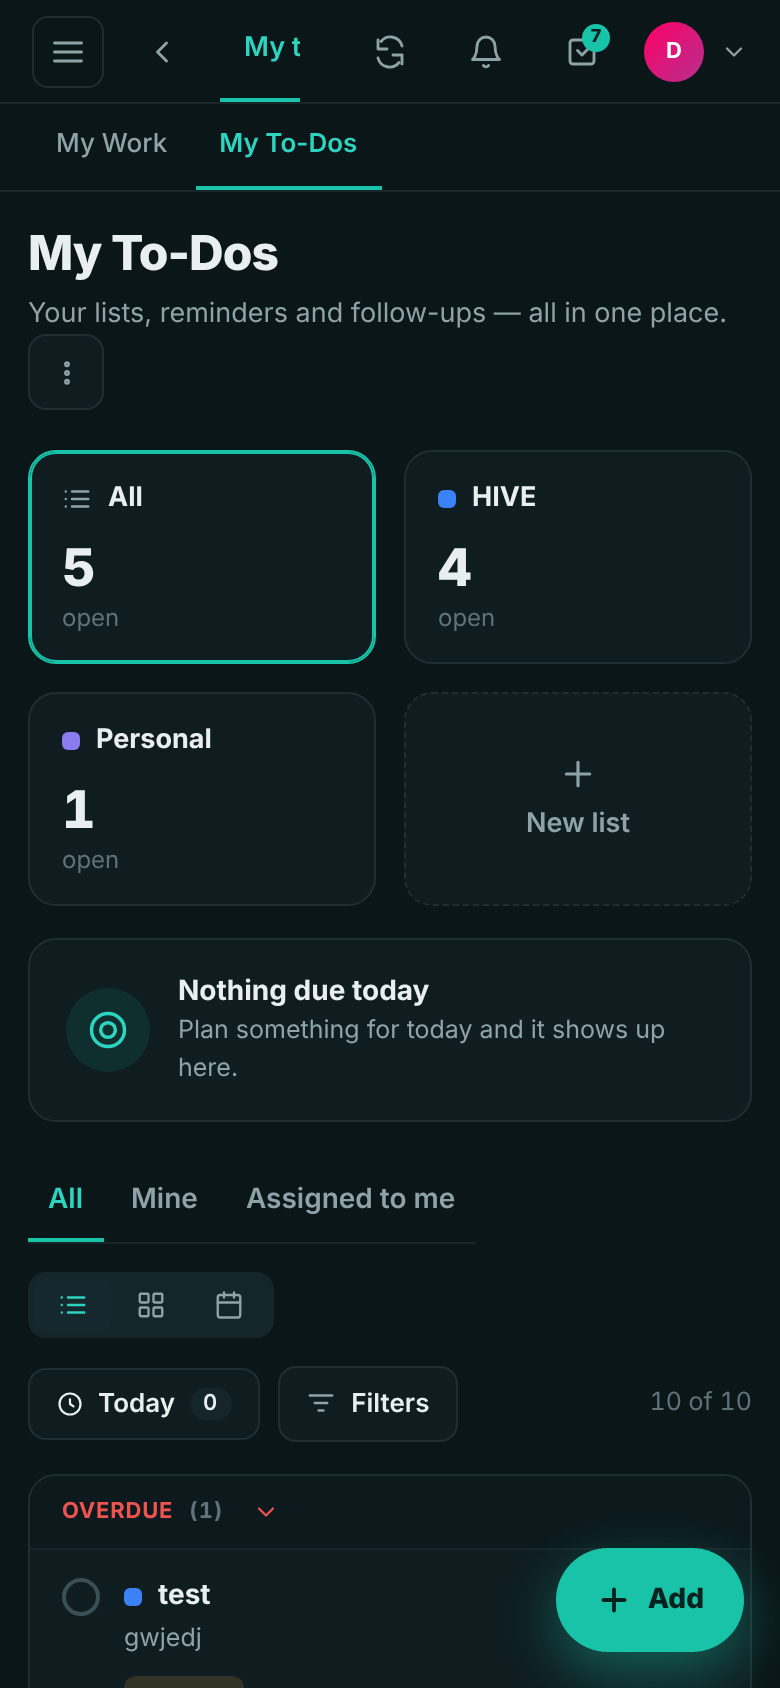 My t
7
D
My Work
My To-Dos
My To-Dos
Your lists, reminders and follow-ups — all in one place.
All
5
open
HIVE
4
open
Personal
1
open
New list
Nothing due today
Plan something for today and it shows up
here.
All
Mine
Assigned to me
Today 0
Filters
10 of 10
OVERDUE (1)
test
gwjedj
Add